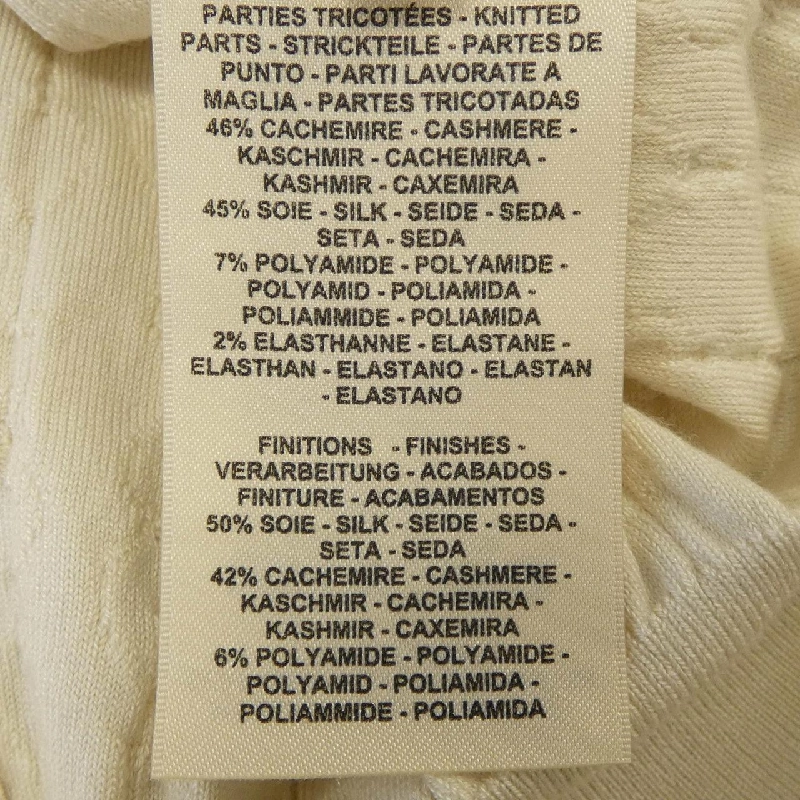 PARTIES TRICOTÉES - KNITTED
PARTS - STRICKTEILE - PARTES DE
PUNTO - PARTI LAVORATE A
MAGLIA - PARTES TRICOTADAS
46% CACHEMIRE - CASHMERE -
KASCHMIR - CACHEMIRA -
KASHMIR - CAXEMIRA
45% SOIE - SILK - SEIDE - SEDA -
SETA - SEDA
7% POLYAMIDE - POLYAMIDE -
POLYAMID - POLIAMIDA -
POLIAMMIDE - POLIAMIDA
2% ELASTHANNE - ELASTANE -
ELASTHAN - ELASTANO - ELASTAN
- ELASTANO
FINITIONS - FINISHES -
VERARBEITUNG - ACABADOS -
FINITURE - ACABAMENTOS
50% SOIE - SILK - SEIDE - SEDA -
SETA - SEDA
42% CACHEMIRE - CASHMERE -
KASCHMIR - CACHEMIRA -
KASHMIR - CAXEMIRA
6% POLYAMIDE - POLYAMIDE -
POLYAMID - POLIAMIDA -
POLIAMMIDE - POLIAMIDA